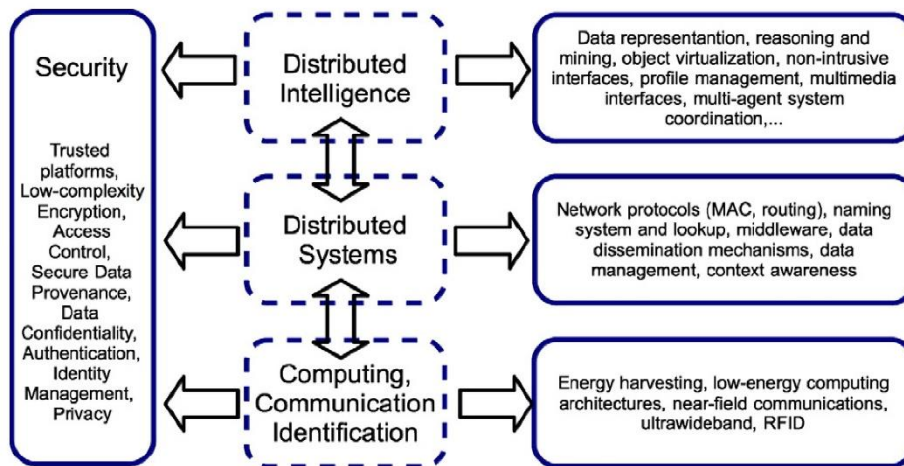 Security
Trusted
platforms,
Low-complexity
Encryption,
Access
Control,
Secure Data
Provenance,
Data
Confidentiality,
Authentication,
Identity
Management,
Privacy
Distributed
Intelligence
Data representantion, reasoning and
mining, object virtualization, non-intrusive
interfaces, profile management, multimedia
interfaces, multi-agent system
coordination,...
Distributed
Systems
Network protocols (MAC, routing), naming
system and lookup, middleware, data
dissemination mechanisms, data
management, context awareness
Computing,
Communication
Identification
Energy harvesting, low-energy computing
architectures, near-field communications,
ultrawideband, RFID